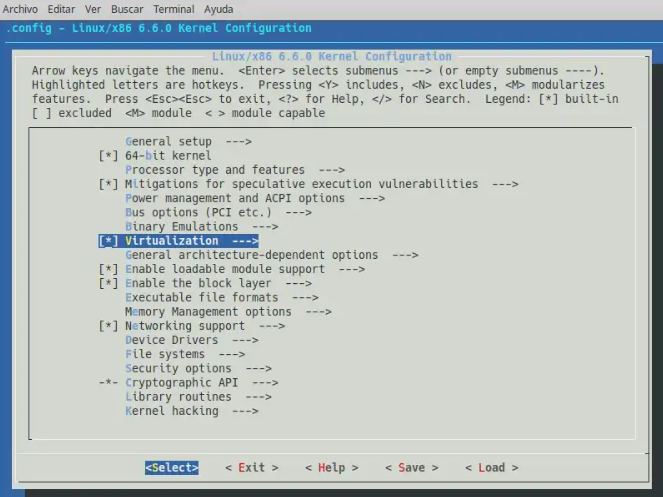 Archivo Editar Ver Buscar Terminal Ayuda
.config - Linux/x86 6.6.0 Kernel Configuration
Linux/x86 6.6.0 Kernel Configuration
Arrow keys navigate the menu. <Enter> selects submenus ---> (or empty submenus ----).
Highlighted letters are hotkeys. Pressing <Y> includes, <N> excludes, <M> modularizes
features. Press <Esc><Esc> to exit, <?> for Help, </> for Search. Legend: [*] built-in
[ ] excluded <M> module < > module capable
General setup --->
[*] 64-bit kernel
Processor type and features --->
[*] Mitigations for speculative execution vulnerabilities --->
Power management and ACPI options --->
Bus options (PCI etc.) --->
Binary Emulations --->
[*] Virtualization --->
General architecture-dependent options --->
[*] Enable loadable module support --->
[*] Enable the block layer --->
Executable file formats --->
Memory Management options --->
[*] Networking support --->
Device Drivers --->
File systems --->
Security options --->
-*- Cryptographic API --->
Library routines --->
Kernel hacking --->
<Select> < Exit > < Help > < Save > < Load >